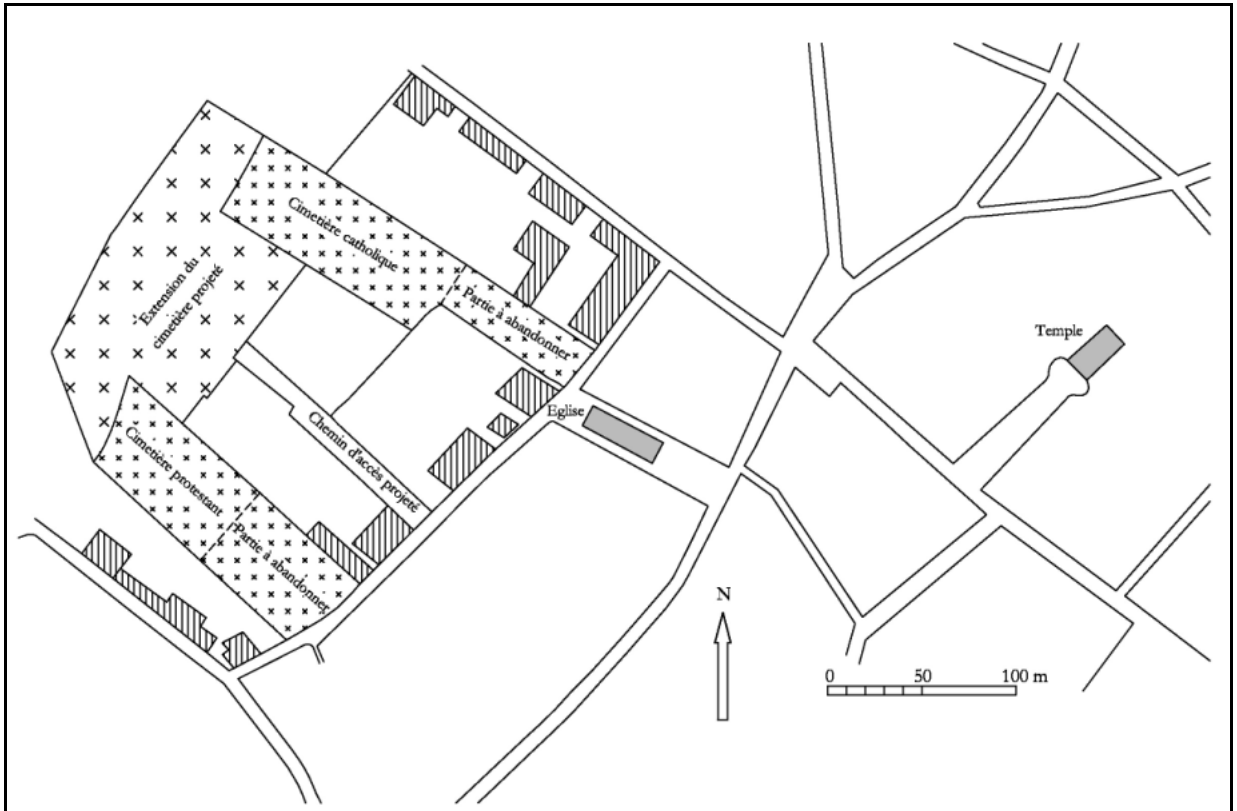 Cimetière catholique
Partie à abandonner
Extension du
cimetière projeté
Temple
Eglise
Chemin d'accès projeté
Cimetière protestant
Partie à abandonner
N
0 50 100 m